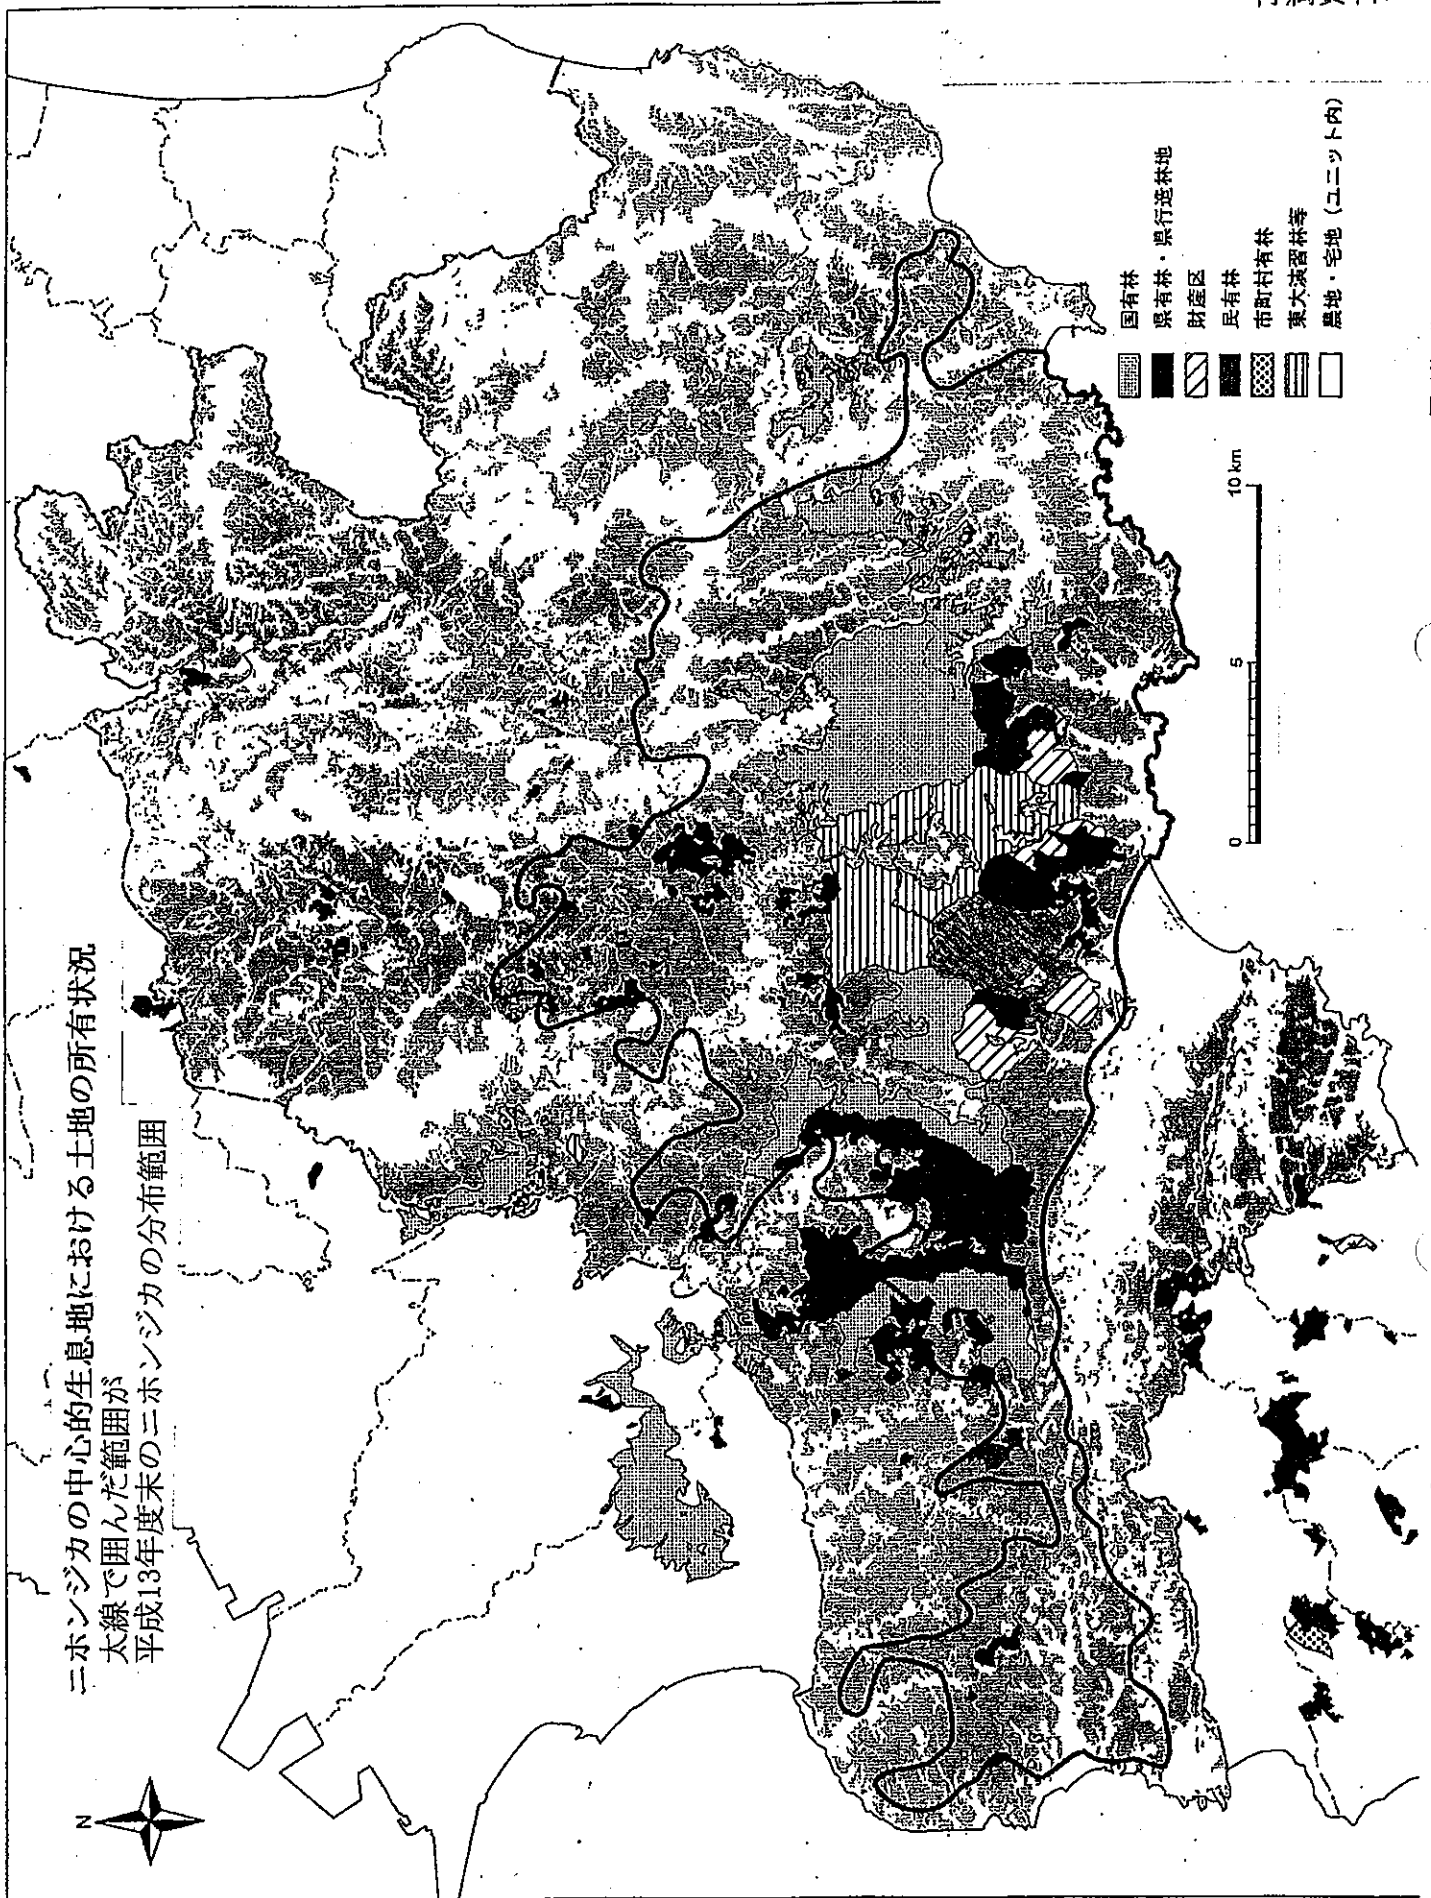 ニホンジカの中心的生息地における土地の所有状況
太線で囲んだ範囲が
平成13年度末のニホンジカの分布範囲
N
国有林
県有林・県行造林地
財産区
民有林
市町村有林
東大演習林等
農地・宅地（ユニット内）
0 5 10 km